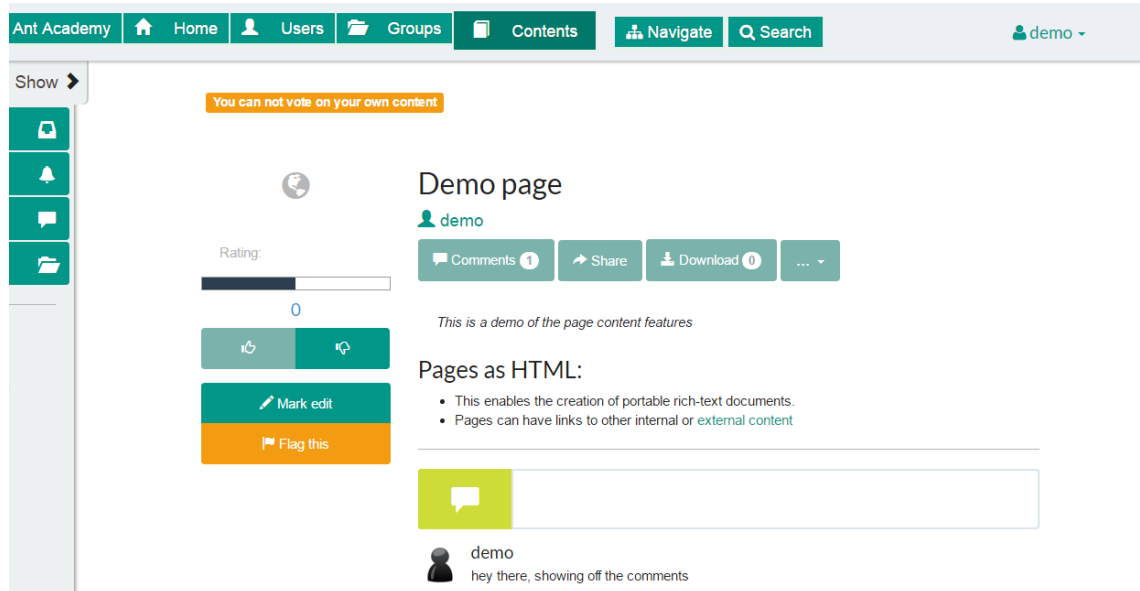 Ant Academy Home Users Groups Contents Navigate Search demo
Show
You can not vote on your own content
Demo page
demo
Rating:
Comments 1 Share Download 0 ...
0
This is a demo of the page content features
Pages as HTML:
Mark edit
This enables the creation of portable rich-text documents.
Pages can have links to other internal or external content
Flag this
demo
hey there, showing off the comments